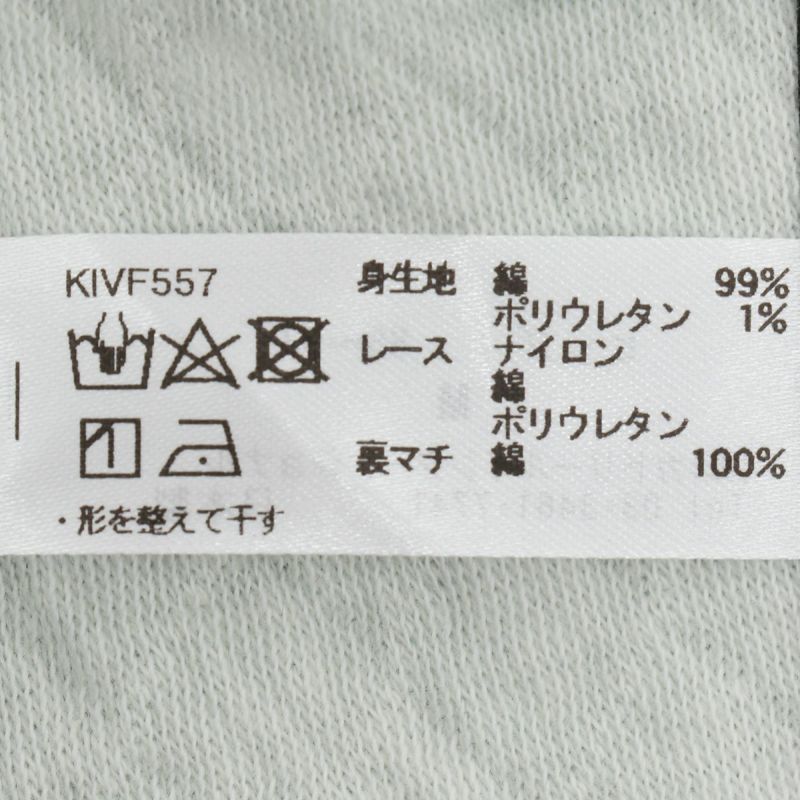 KIVF557
身生地 綿 99%
ポリウレタン 1%
レース ナイロン
綿
ポリウレタン
裏マチ 綿 100%
・形を整えて干す